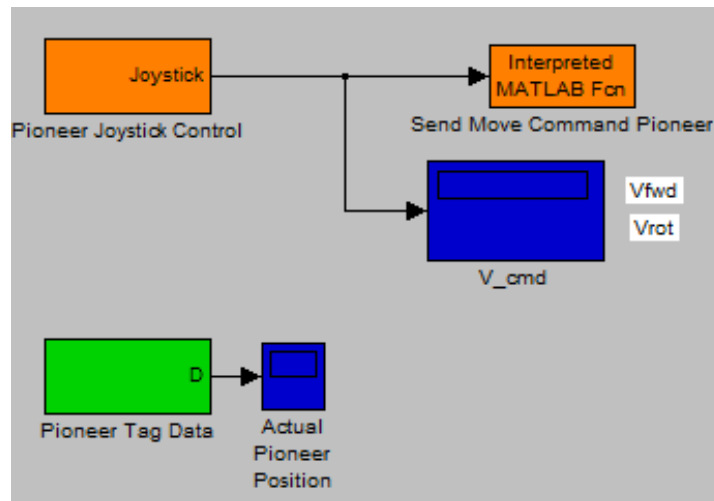 Joystick
Pioneer Joystick Control
Interpreted
MATLAB Fcn
Send Move Command Pioneer
Vfwd
Vrot
V_cmd
D
Pioneer Tag Data
Actual
Pioneer
Position